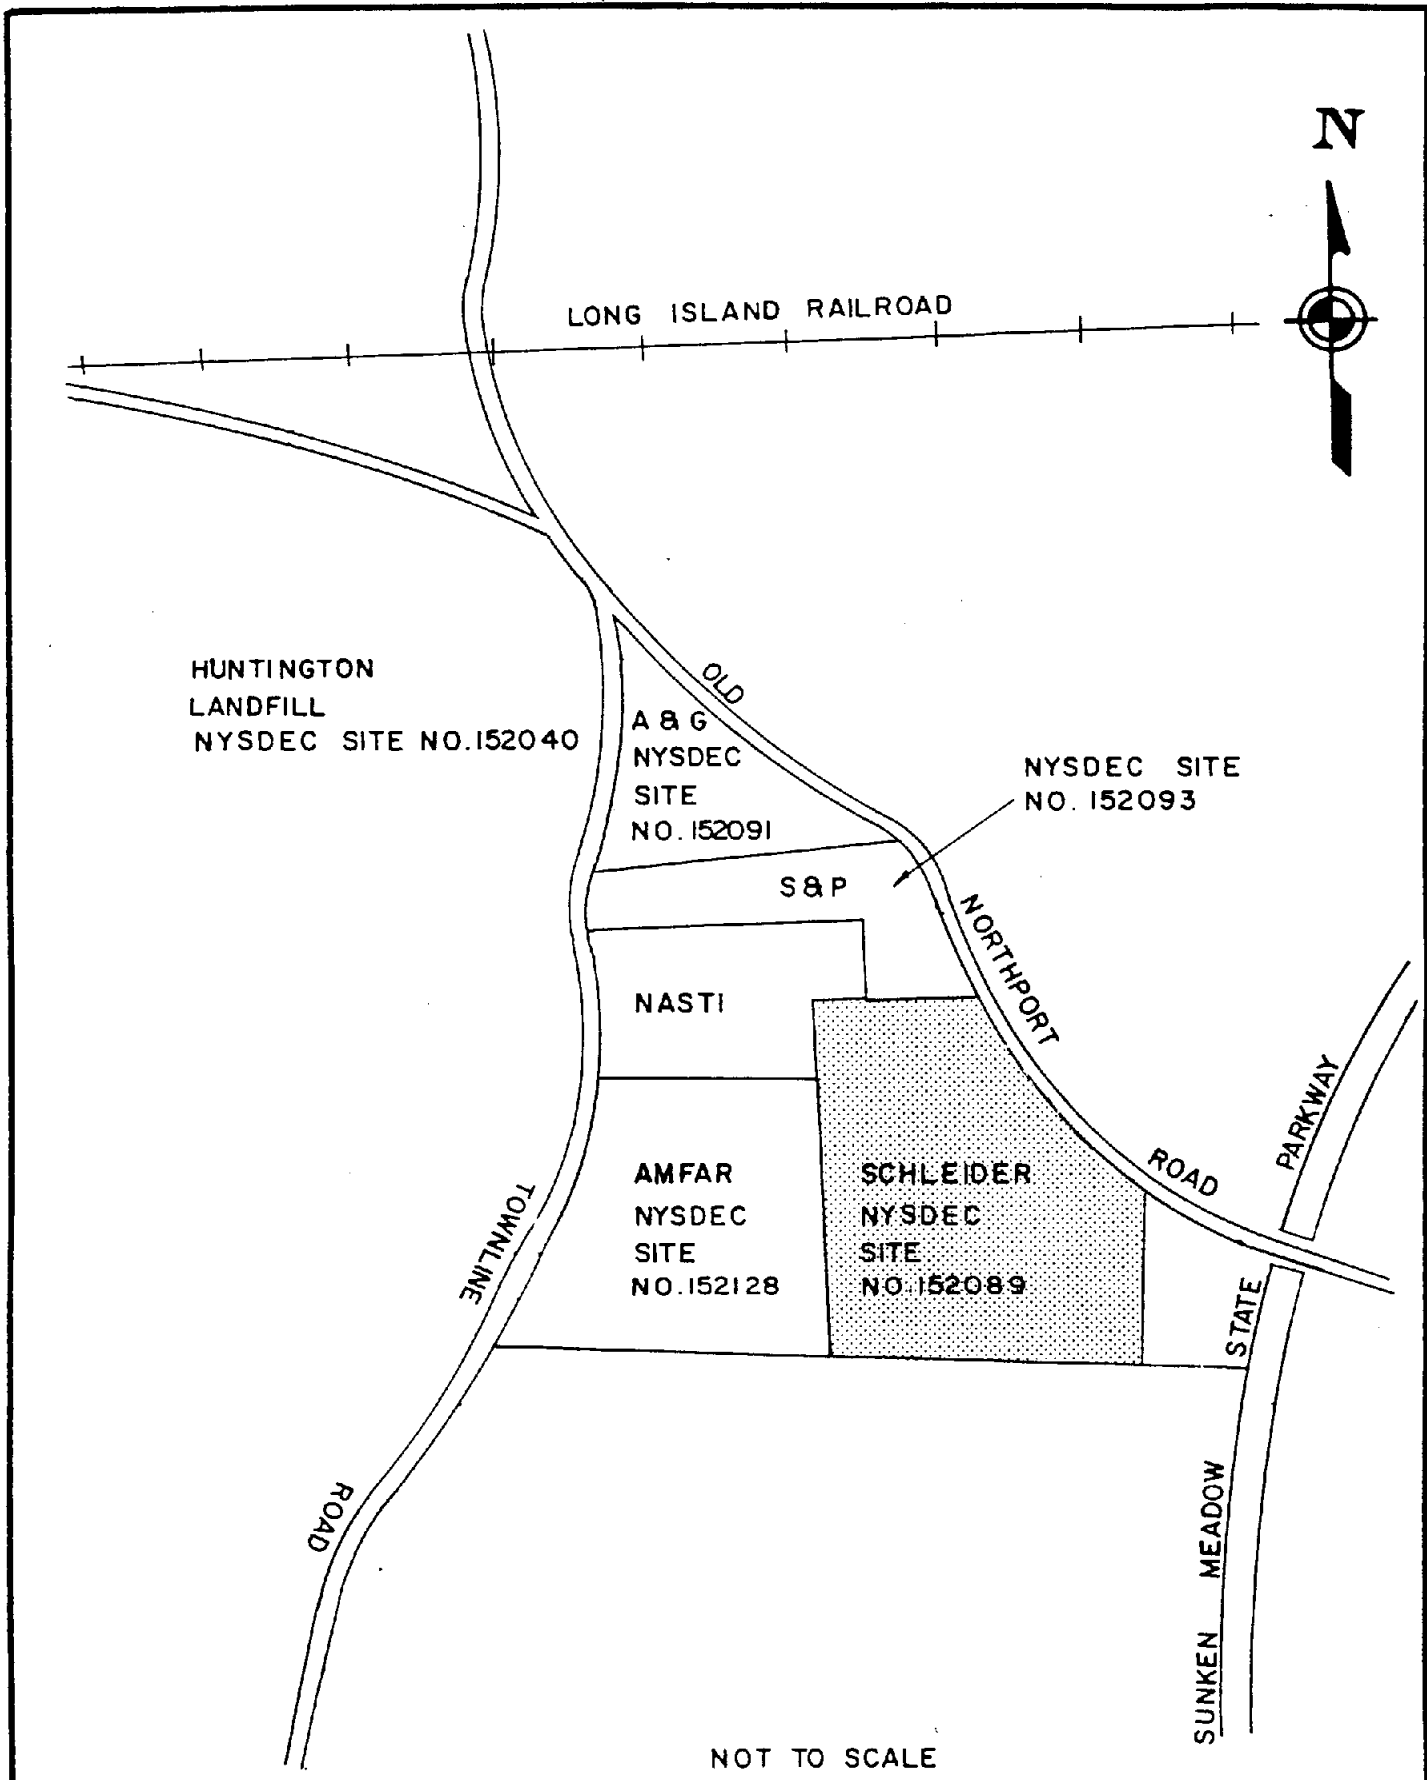 N
LONG ISLAND RAILROAD
HUNTINGTON
LANDFILL
NYSDEC SITE NO.152040
OLD
A & G
NYSDEC
SITE
NO.152091
NYSDEC SITE
NO. 152093
S&P
NORTHPORT
NASTI
PARKWAY
ROAD
AMFAR
NYSDEC
SITE
NO.152128
SCHLEIDER
NYSDEC
SITE
NO.152089
TOWNLINE
STATE
ROAD
SUNKEN MEADOW
NOT TO SCALE